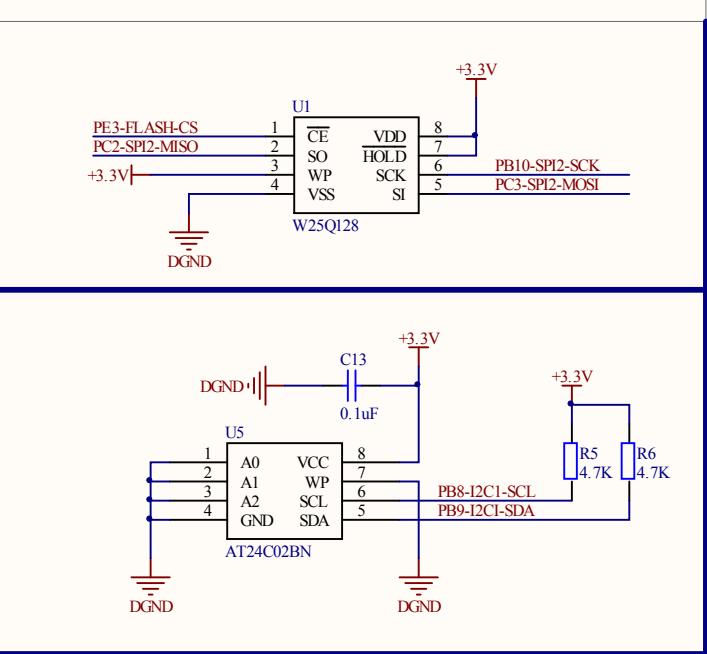 +3.3V
U1
PE3-FLASH-CS 1 CE VDD 8
PC2-SPI2-MISO 2 SO HOLD 7
+3.3V 3 WP SCK 6 PB10-SPI2-SCK
4 VSS SI 5 PC3-SPI2-MOSI
W25Q128
DGND
+3.3V
C13
DGND
0.1uF
+3.3V
U5
1 A0 VCC 8
2 A1 WP 7
3 A2 SCL 6 PB8-I2C1-SCL
4 GND SDA 5 PB9-I2CI-SDA
AT24C02BN
R5 R6
4.7K 4.7K
DGND DGND